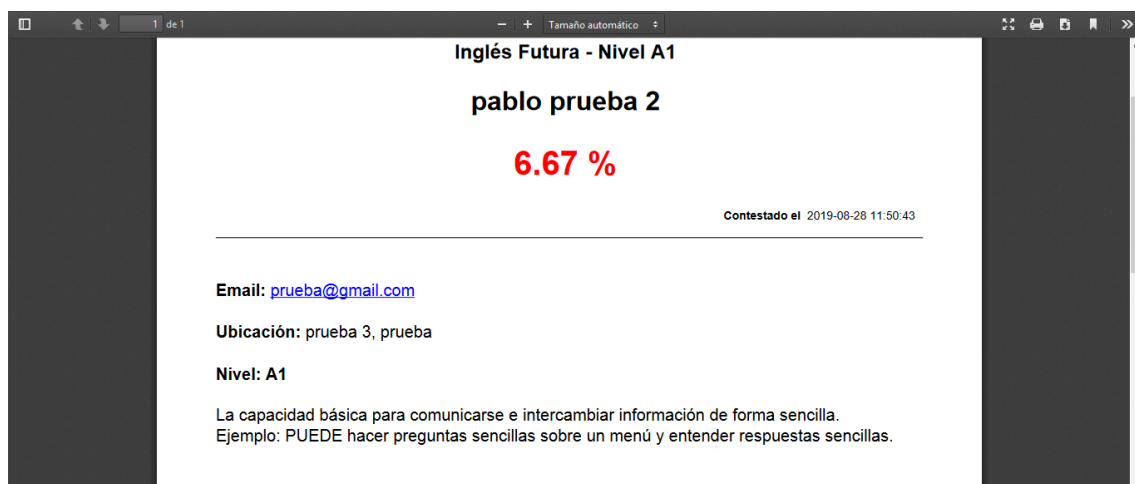 1 de 1 − + Tamaño automático
Inglés Futura - Nivel A1
pablo prueba 2
6.67 %
Contestado el 2019-08-28 11:50:43
Email: prueba@gmail.com
Ubicación: prueba 3, prueba
Nivel: A1
La capacidad básica para comunicarse e intercambiar información de forma sencilla.
Ejemplo: PUEDE hacer preguntas sencillas sobre un menú y entender respuestas sencillas.